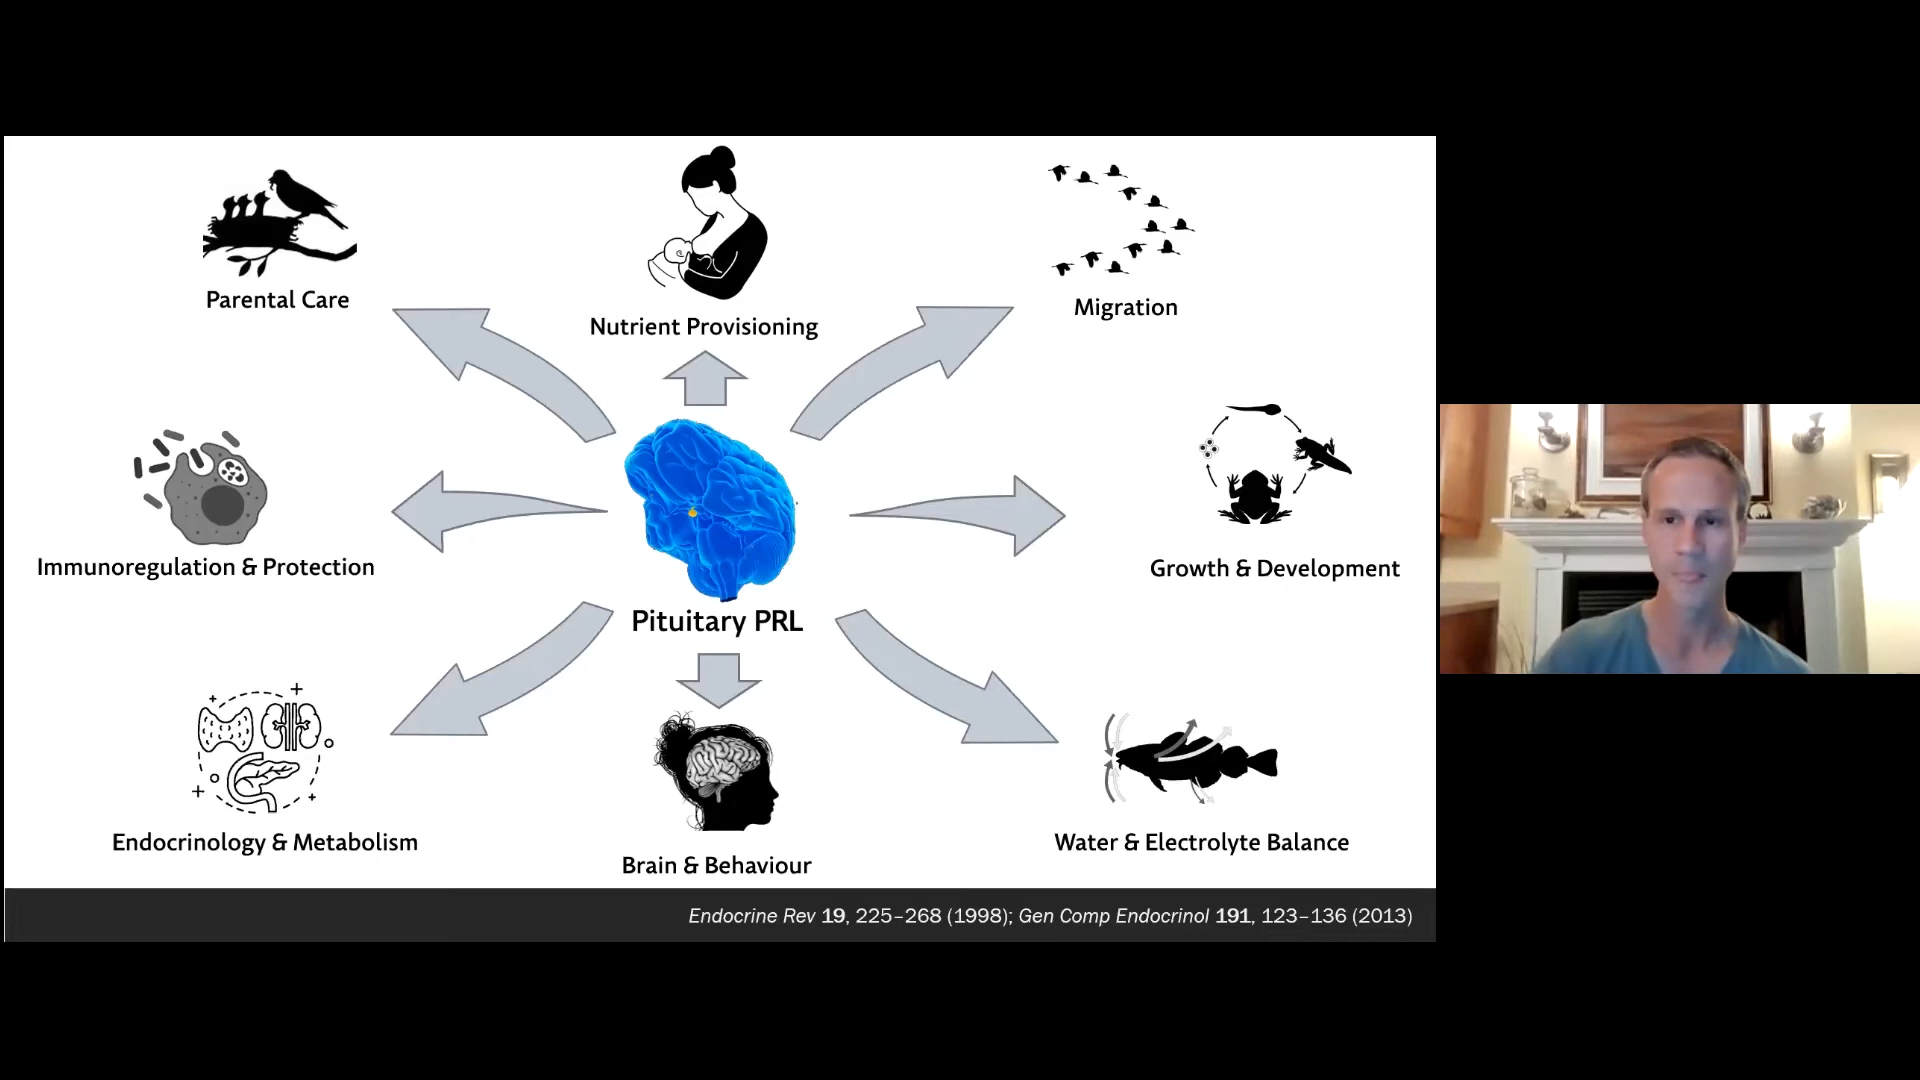 Parental Care
Nutrient Provisioning
Migration
Immunoregulation & Protection
Growth & Development
Pituitary PRL
Endocrinology & Metabolism
Brain & Behaviour
Water & Electrolyte Balance
Endocrine Rev 19, 225–268 (1998); Gen Comp Endocrinol 191, 123–136 (2013)